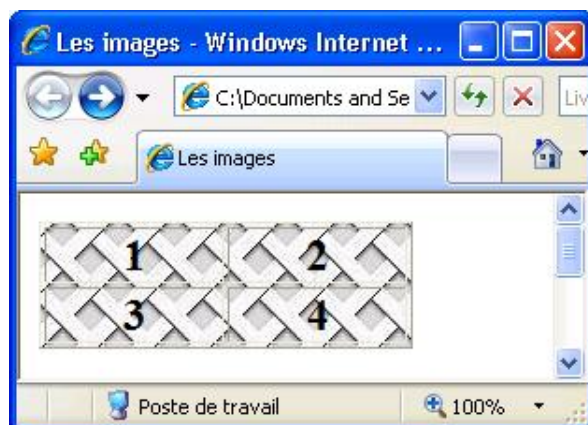 Les images - Windows Internet ...
C:\Documents and Se
Liv
Les images
1 2
3 4
Poste de travail 100%